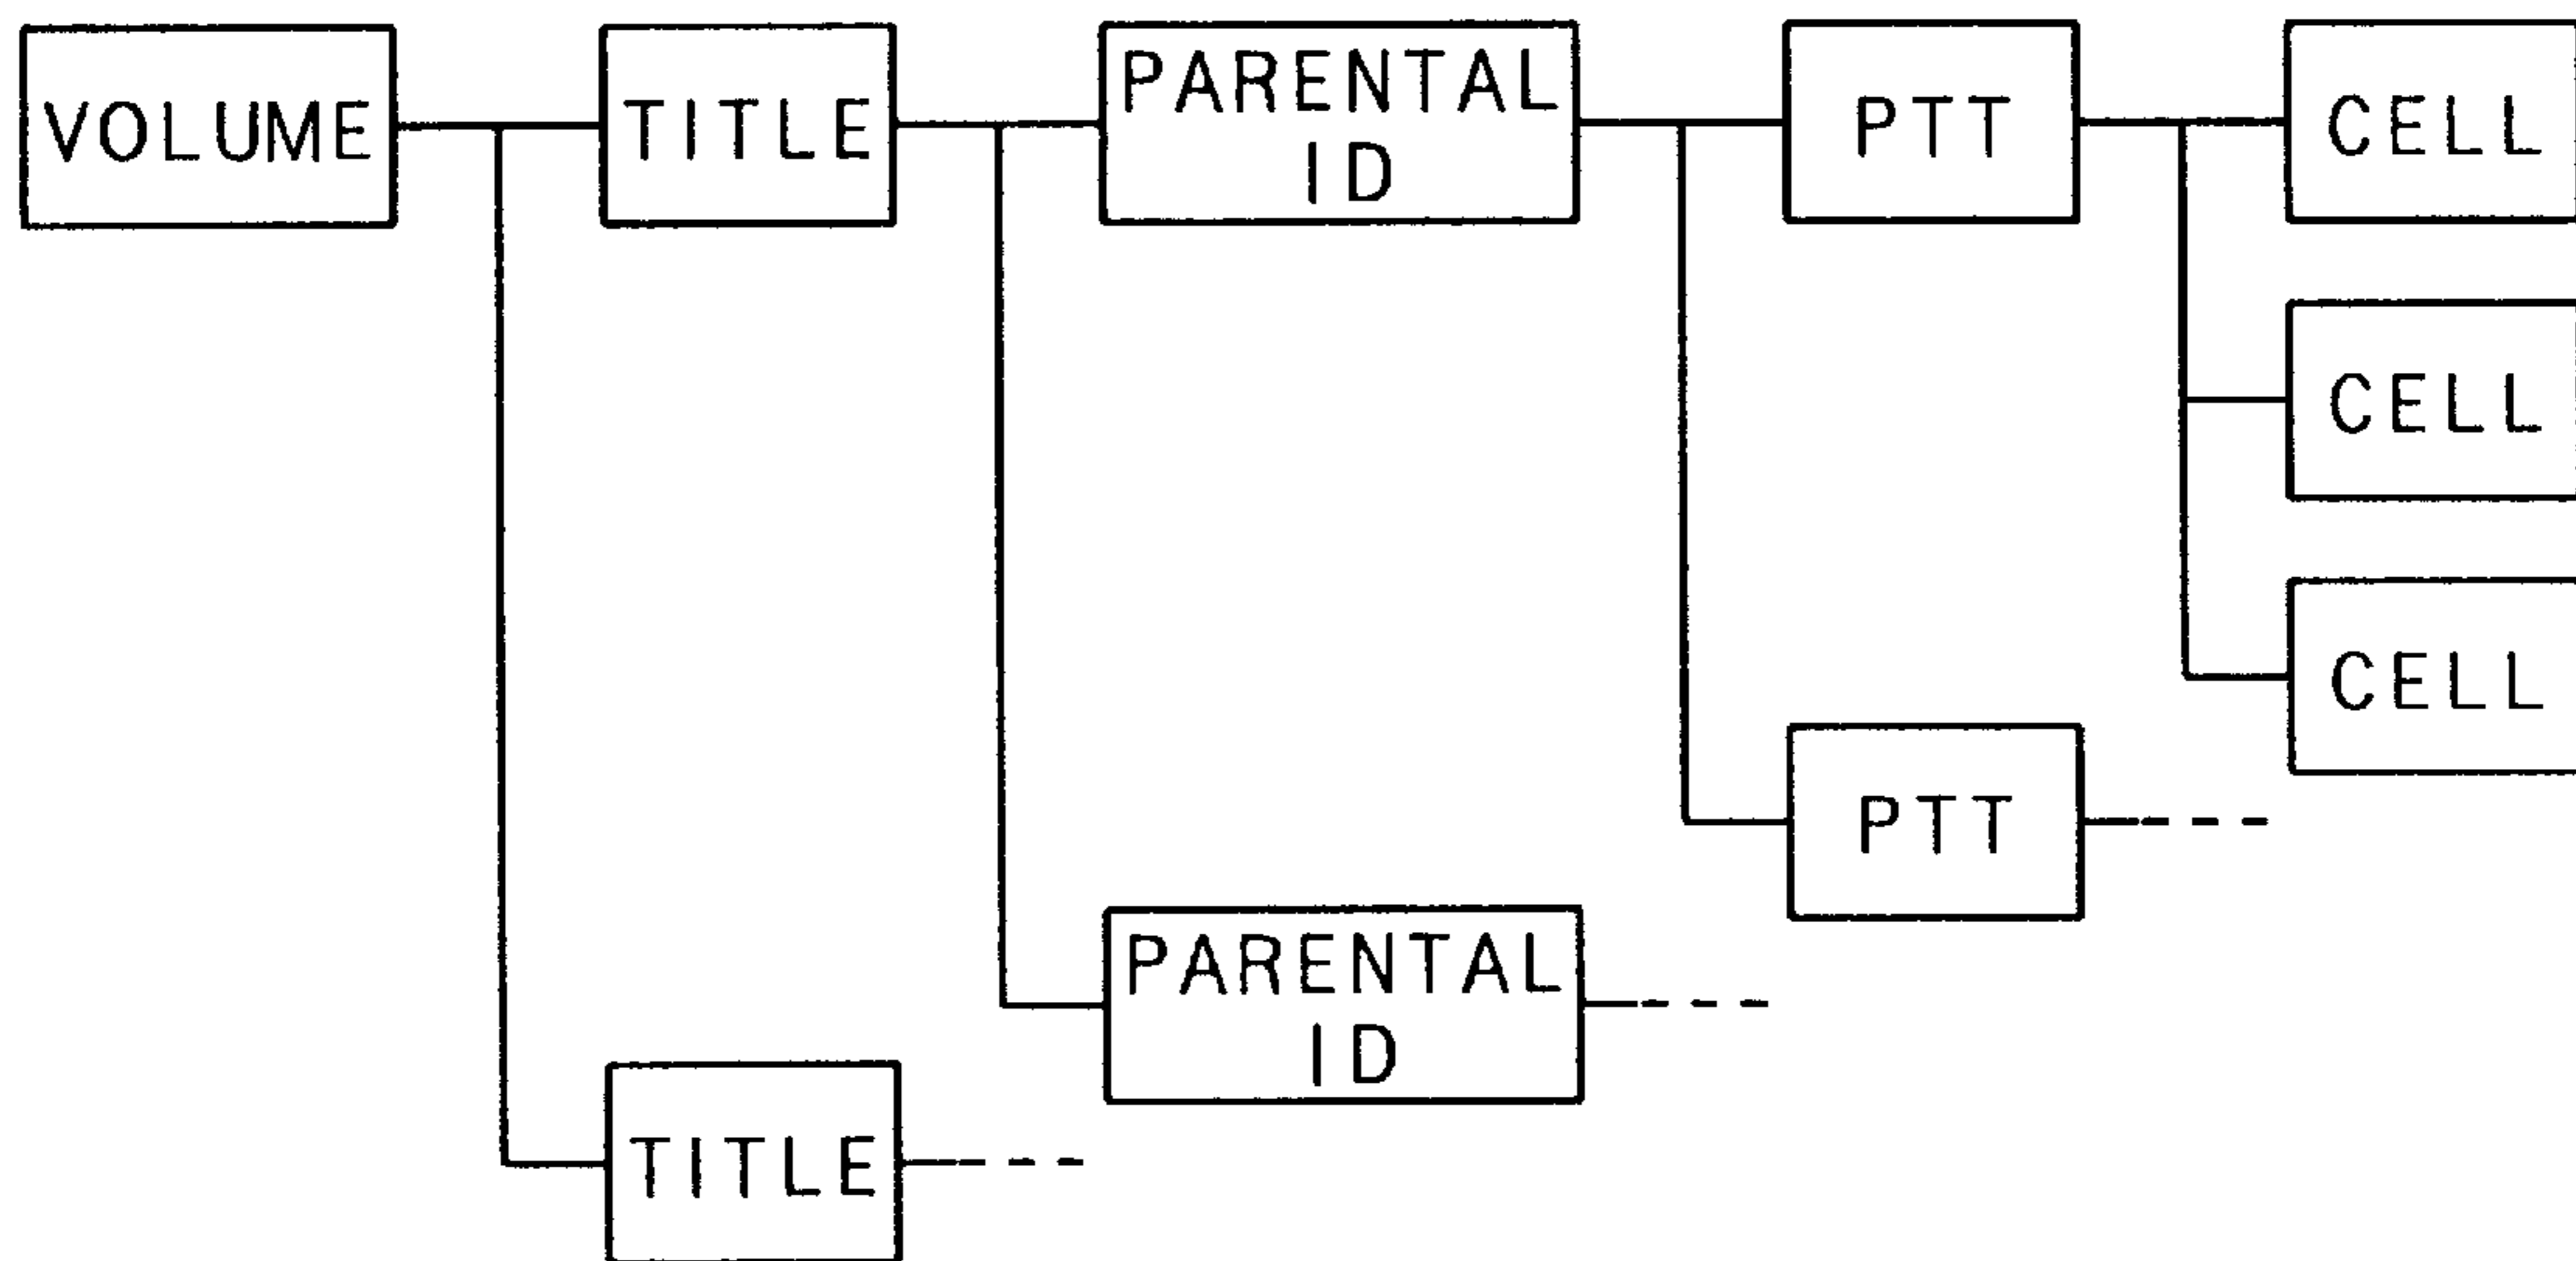 VOLUME
TITLE
PARENTAL
ID
PTT
CELL
CELL
CELL
PTT
PARENTAL
ID
TITLE